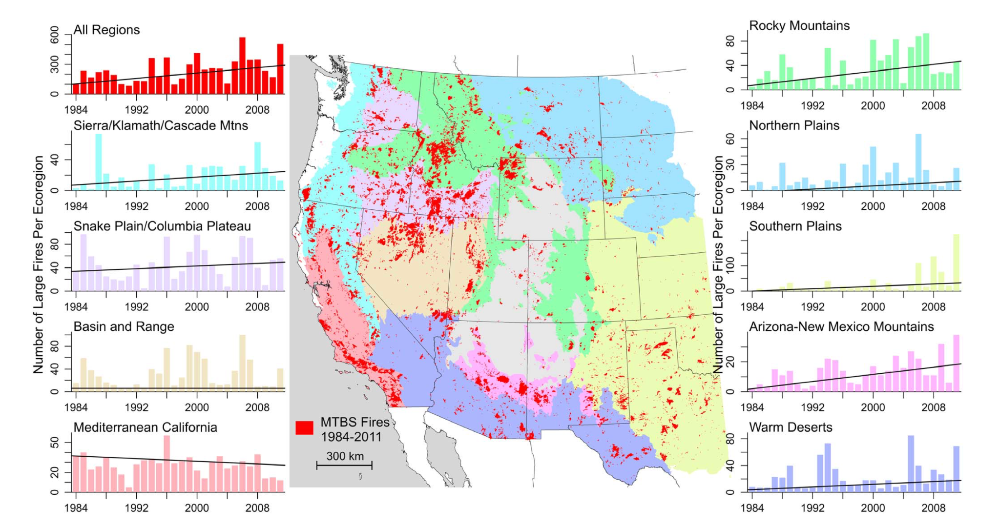 All Regions
600
300
0
1984 1992 2000 2008
Sierra/Klamath/Cascade Mtns
40
0
1984 1992 2000 2008
Snake Plain/Columbia Plateau
80
40
0
1984 1992 2000 2008
Basin and Range
80
40
0
1984 1992 2000 2008
Mediterranean California
50
20
0
1984 1992 2000 2008
Number of Large Fires Per Ecoregion
MTBS Fires
1984-2011
300 km
Number of Large Fires Per Ecoregion
Rocky Mountains
80
40
0
1984 1992 2000 2008
Northern Plains
60
30
0
1984 1992 2000 2008
Southern Plains
100
0
1984 1992 2000 2008
Arizona-New Mexico Mountains
20
0
1984 1992 2000 2008
Warm Deserts
80
40
0
1984 1992 2000 2008